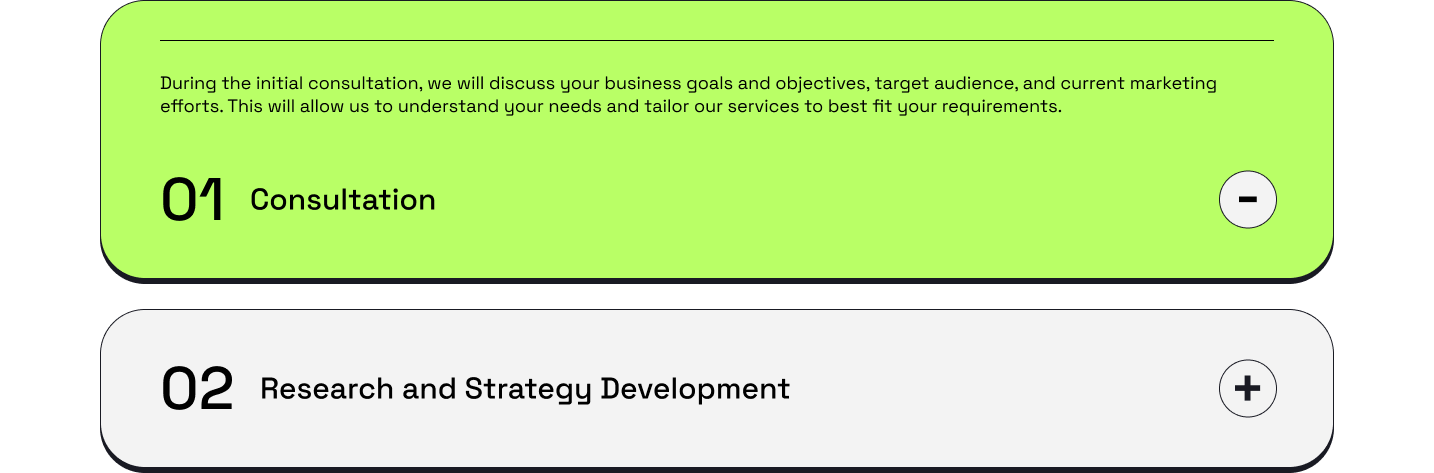 During the initial consultation, we will discuss your business goals and objectives, target audience, and current marketing
efforts. This will allow us to understand your needs and tailor our services to best fit your requirements.
01 Consultation
02 Research and Strategy Development